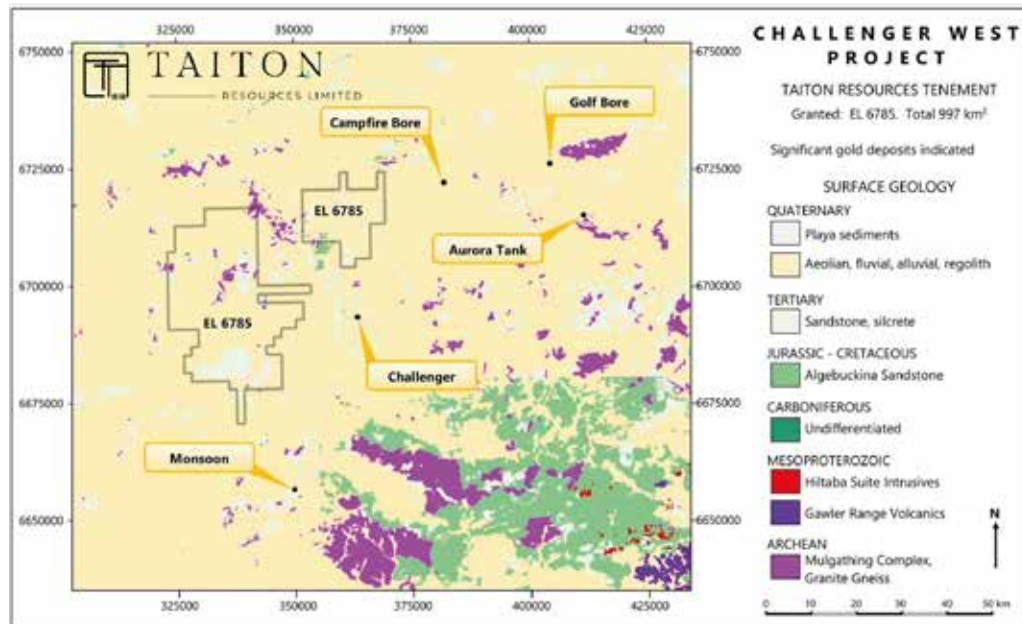 325000 350000 375000 400000 425000
6750000 6750000
TAITON
RESOURCES LIMITED
Golf Bore
Campfire Bore
6725000 6725000
EL 6785
Aurora Tank
6700000 6700000
EL 6785
Challenger
6675000 6675000
Monsoon
6650000 6650000
325000 350000 375000 400000 425000
CHALLENGER WEST
PROJECT
TAITON RESOURCES TENEMENT
Granted: EL 6785. Total 997 km²
Significant gold deposits indicated
SURFACE GEOLOGY
QUATERNARY
Playa sediments
Aeolian, fluvial, alluvial, regolith
TERTIARY
Sandstone, silcrete
JURASSIC - CRETACEOUS
Algebuckina Sandstone
CARBONIFEROUS
Undifferentiated
MESOPROTEROZOIC
Hiltaba Suite Intrusives
Gawler Range Volcanics
N
ARCHEAN
Mulgathing Complex,
Granite Gneiss
0 10 20 30 40 50 km